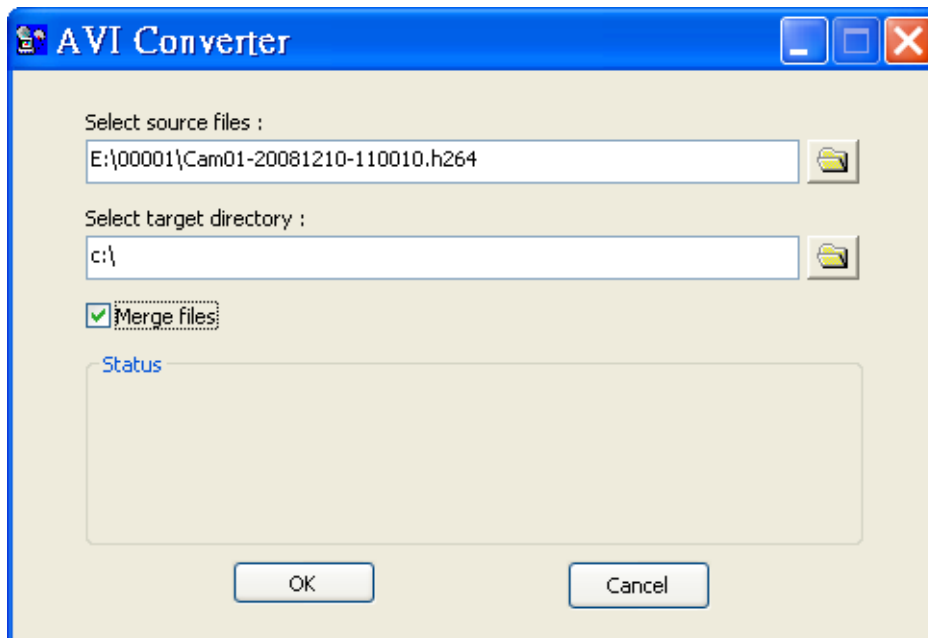 AVI Converter
Select source files :
E:\00001\Cam01-20081210-110010.h264
Select target directory :
c:\
Merge files
Status
OK
Cancel